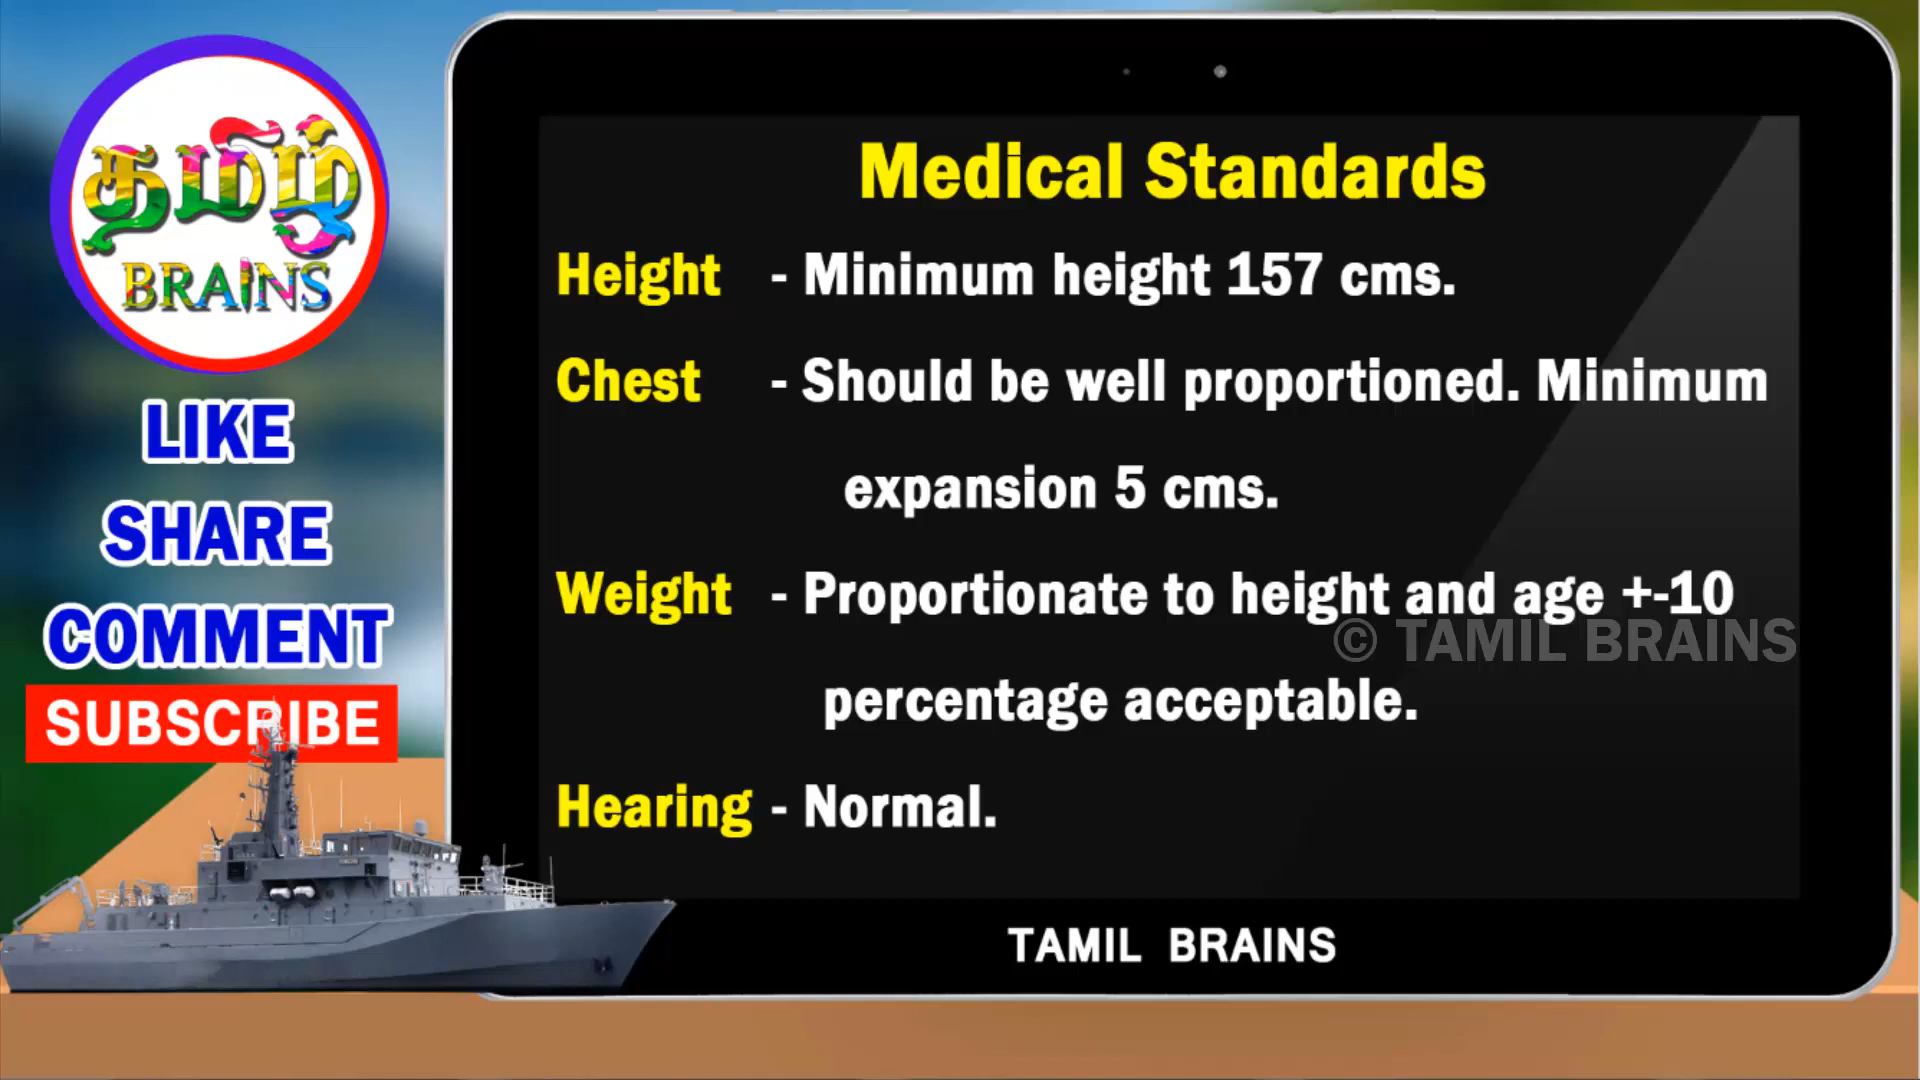 தமிழ்
BRAINS
LIKE
SHARE
COMMENT
SUBSCRIBE
Medical Standards
Height - Minimum height 157 cms.
Chest - Should be well proportioned. Minimum
expansion 5 cms.
Weight - Proportionate to height and age +-10
© TAMIL BRAINS
percentage acceptable.
Hearing - Normal.
TAMIL BRAINS